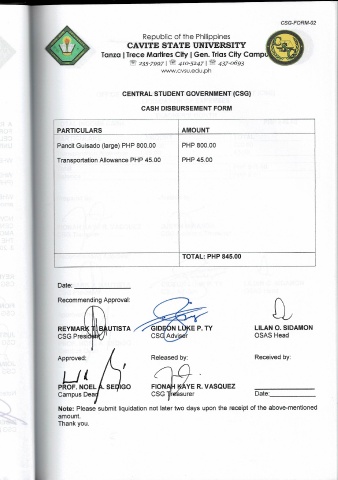 CSG-FORM-02
Republic of the Philippines
CAVITE STATE UNIVERSITY
Tanza | Trece Martires City | Gen. Trias City Campu
☏ 235-7997 | ☏ 410-5247 | ☏ 437-0693
www.cvsu.edu.ph
CENTRAL STUDENT GOVERNMENT (CSG)
CASH DISBURSEMENT FORM
PARTICULARS AMOUNT
Pancit Guisado (large) PHP 800.00 PHP 800.00
Transportation Allowance PHP 45.00 PHP 45.00
TOTAL: PHP 845.00
Date:
Recommending Approval:
REYMARK T. BAUTISTA GIDEON LUKE P. TY LILAN O. SIDAMON
CSG President CSG Adviser OSAS Head
Approved: Released by: Received by:
PROF. NOEL A. SEDIGO FIONAH KAYE R. VASQUEZ
Campus Dean CSG Treasurer Date:
Note: Please submit liquidation not later two days upon the receipt of the above-mentioned
amount.
Thank you.